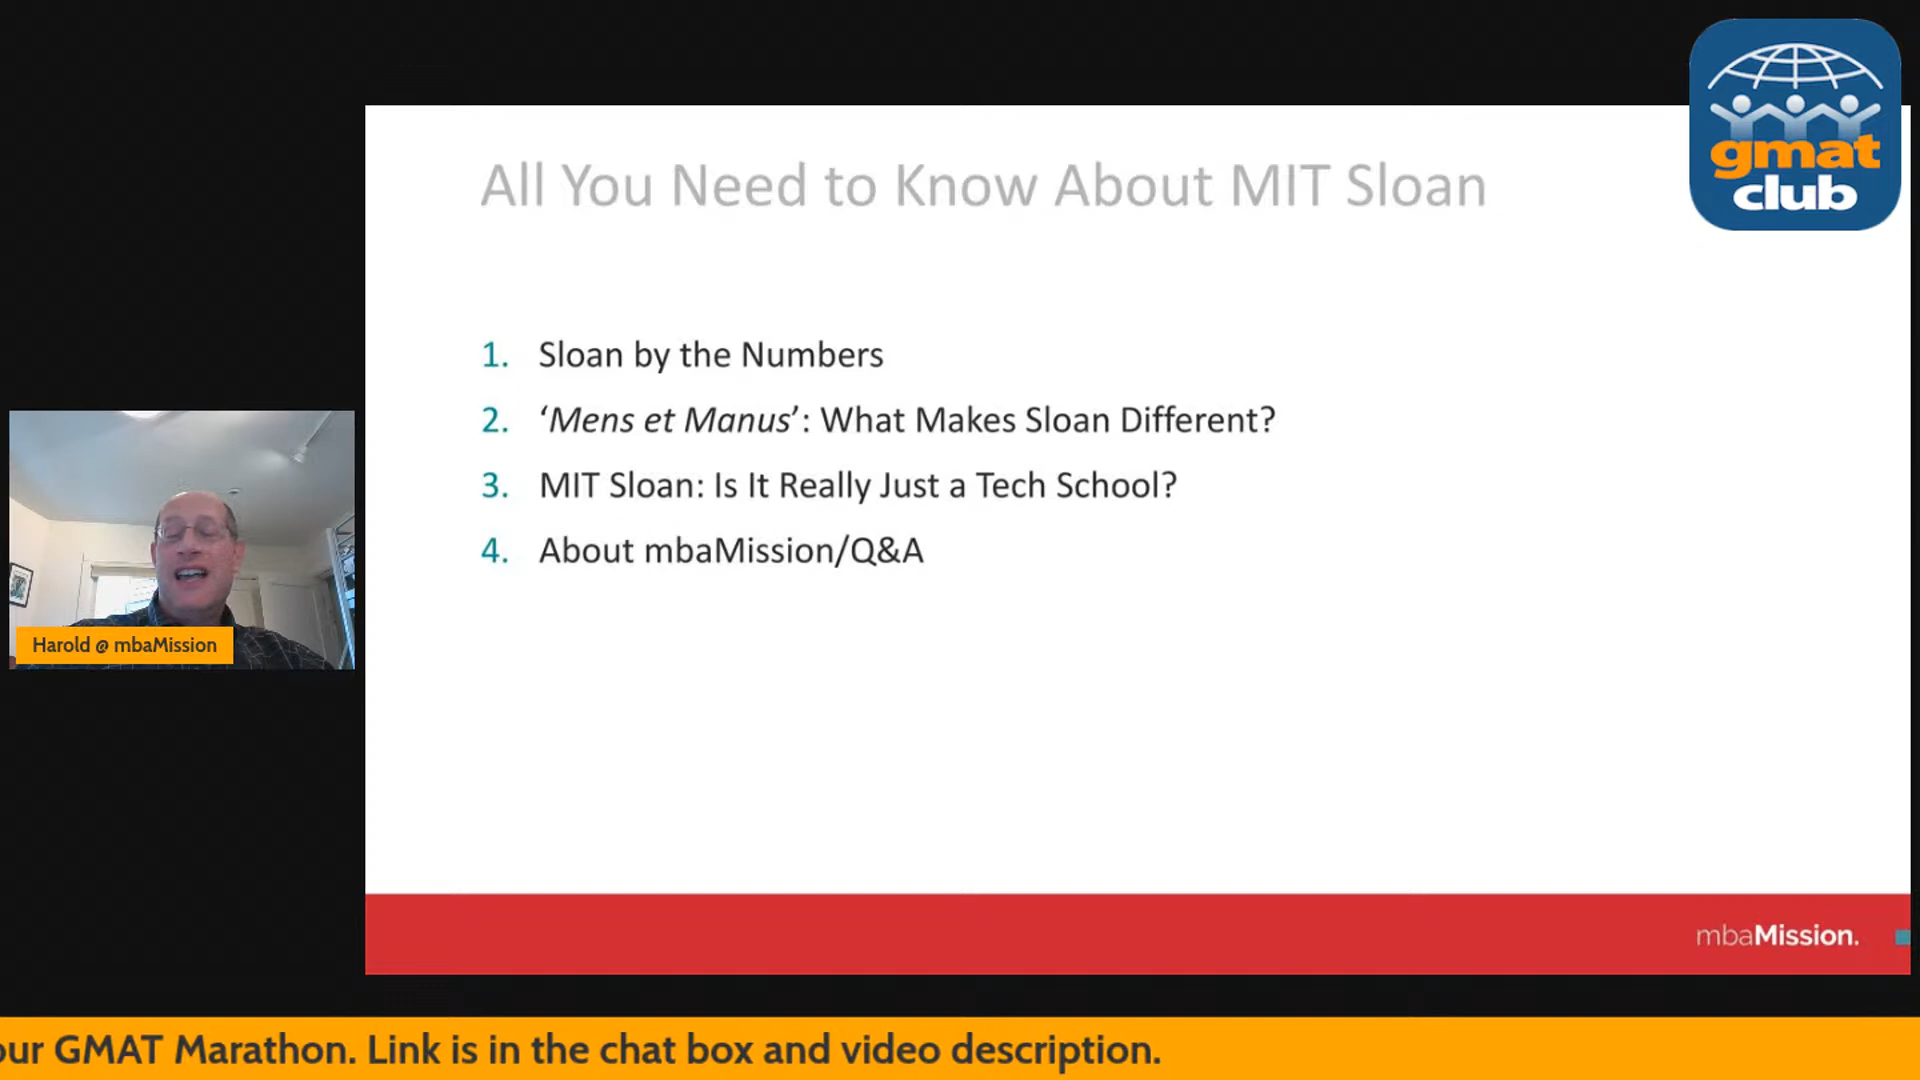 gmat
club
All You Need to Know About MIT Sloan
1. Sloan by the Numbers
2. ‘Mens et Manus’: What Makes Sloan Different?
3. MIT Sloan: Is It Really Just a Tech School?
4. About mbaMission/Q&A
Harold @ mbaMission
mbaMission.
our GMAT Marathon. Link is in the chat box and video description.